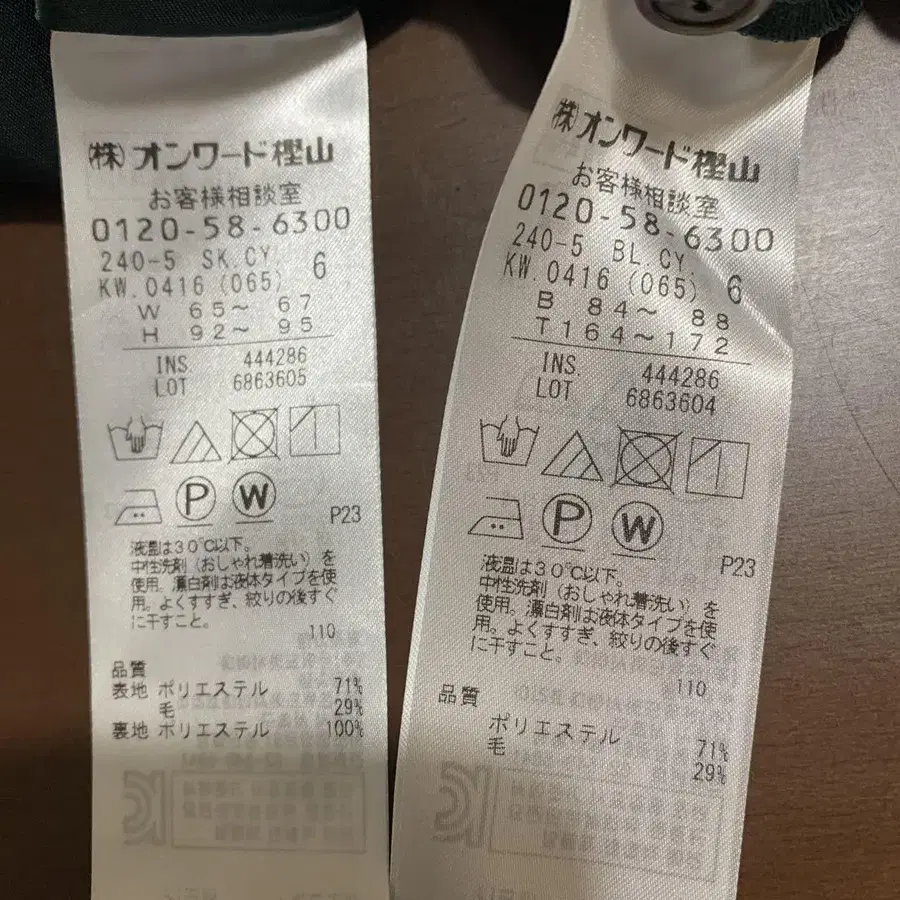 (株)オンワード樫山
お客様相談室
0120-58-6300
240-5 SK.CY. 6
KW.0416 (065)
W 65～ 67
H 92～ 95
INS 444286
LOT 6863605
P W
P23
液温は30℃以下。
中性洗剤（おしゃれ着洗い）を
使用。漂白剤は液体タイプを使
用。よくすすぎ、絞りの後すぐ
に干すこと。
110
品質
表地 ポリエステル 71%
毛 29%
裏地 ポリエステル 100%
(株)オンワード樫山
お客様相談室
0120-58-6300
240-5 BL.CY. 6
KW.0416 (065)
B 84～ 88
T 164～172
INS 444286
LOT 6863604
P W
P23
液温は30℃以下。
中性洗剤（おしゃれ着洗い）を
使用。漂白剤は液体タイプを使
用。よくすすぎ、絞りの後すぐ
に干すこと。
110
品質
ポリエステル 71%
毛 29%